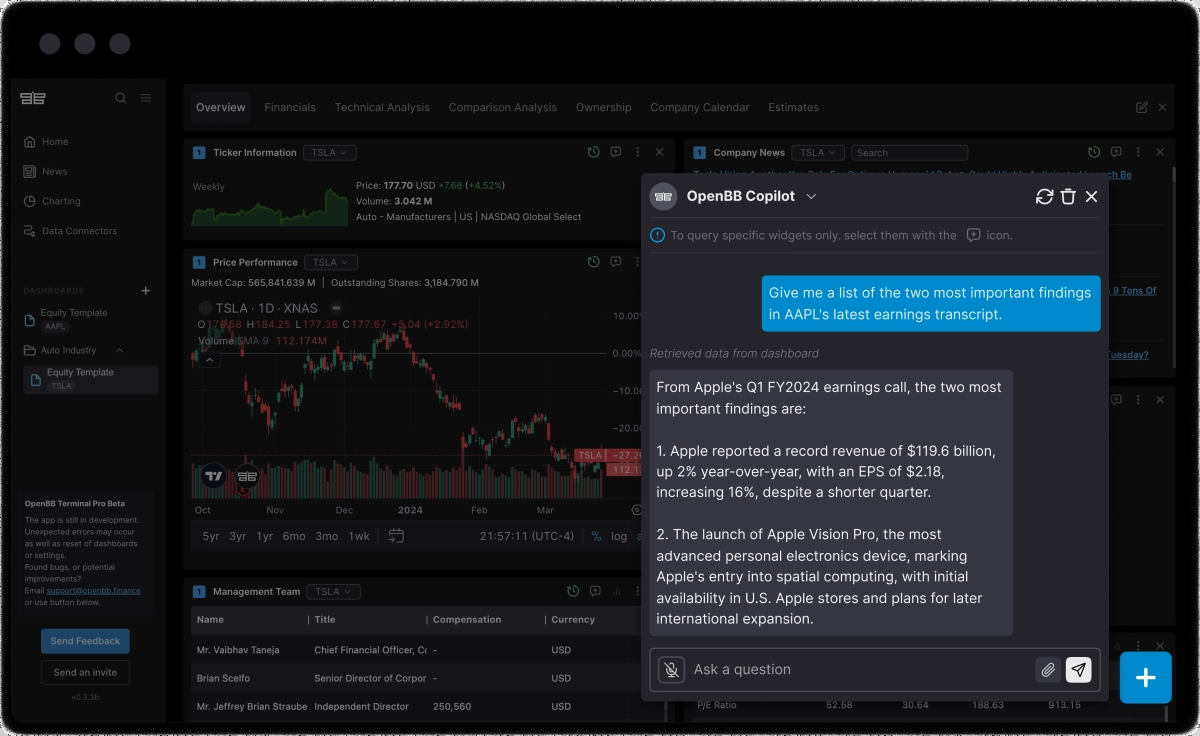 Overview Financials Technical Analysis Comparison Analysis Ownership Company Calendar Estimates
Home
News
Charting
Data Connectors
DASHBOARDS
Equity Template
AAPL
Auto Industry
Equity Template
TSLA
OpenBB Terminal Pro Beta
The app is still in development.
Unexpected errors may occur
as well as reset of dashboards
or settings.
Found bugs, or potential
improvements?
Email support@openbb.finance
or use button below.
Send Feedback
Send an invite
v0.3.3b
1 Ticker Information TSLA
Weekly
Price: 177.70 USD +7.68 (+4.52%)
Volume: 3.042 M
Auto - Manufacturers | US | NASDAQ Global Select
1 Price Performance TSLA
Market Cap: 565,841.639 M | Outstanding Shares: 3,184.790 M
TSLA · 1D · XNAS
H184.25 L177.38 C177.67 +5.04 (+2.92%)
Volume SMA 9 112.174M
10.00
0.00%
−10.00
−20.00
TSLA −27.2
112.1
Oct Nov Dec 2024 Feb Mar
5yr 3yr 1yr 6mo 3mo 1wk 21:57:11 (UTC-4) % log
1 Management Team TSLA
Name Title Compensation Currency
Mr. Vaibhav Taneja Chief Financial Officer, - USD
Brian Scelfo Senior Director of Corpor - USD
Mr. Jeffrey Brian Straube Independent Director 250,560 USD
1 Company News TSLA Search
9 Tons Of
Tuesday?
OpenBB Copilot
To query specific widgets only. select them with the icon.
Give me a list of the two most important findings
in AAPL's latest earnings transcript.
Retrieved data from dashboard
From Apple's Q1 FY2024 earnings call, the two most
important findings are:
1. Apple reported a record revenue of $119.6 billion,
up 2% year-over-year, with an EPS of $2.18,
increasing 16%, despite a shorter quarter.
2. The launch of Apple Vision Pro, the most
advanced personal electronics device, marking
Apple's entry into spatial computing, with initial
availability in U.S. Apple stores and plans for later
international expansion.
Ask a question
P/E Ratio 52.58 30.64 188.63 913.15